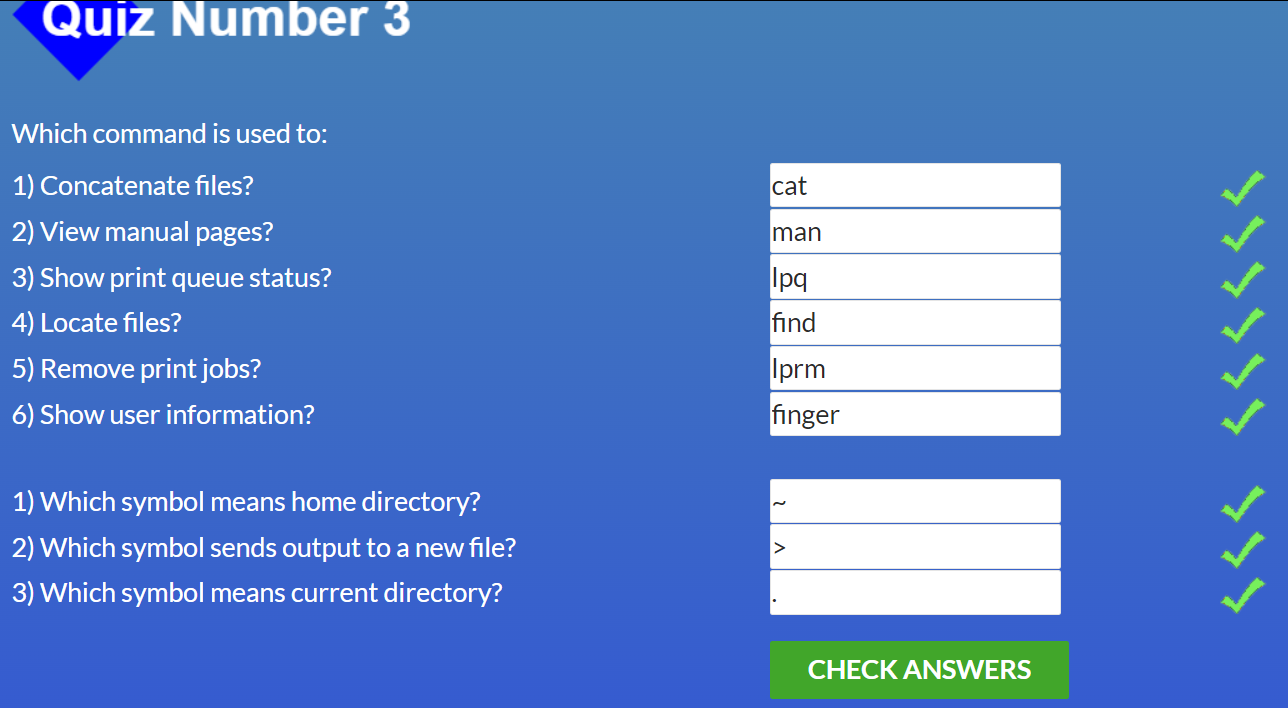 Quiz Number 3
Which command is used to:
1) Concatenate files? cat
2) View manual pages? man
3) Show print queue status? lpq
4) Locate files? find
5) Remove print jobs? lprm
6) Show user information? finger
1) Which symbol means home directory? ~
2) Which symbol sends output to a new file? >
3) Which symbol means current directory? .
CHECK ANSWERS